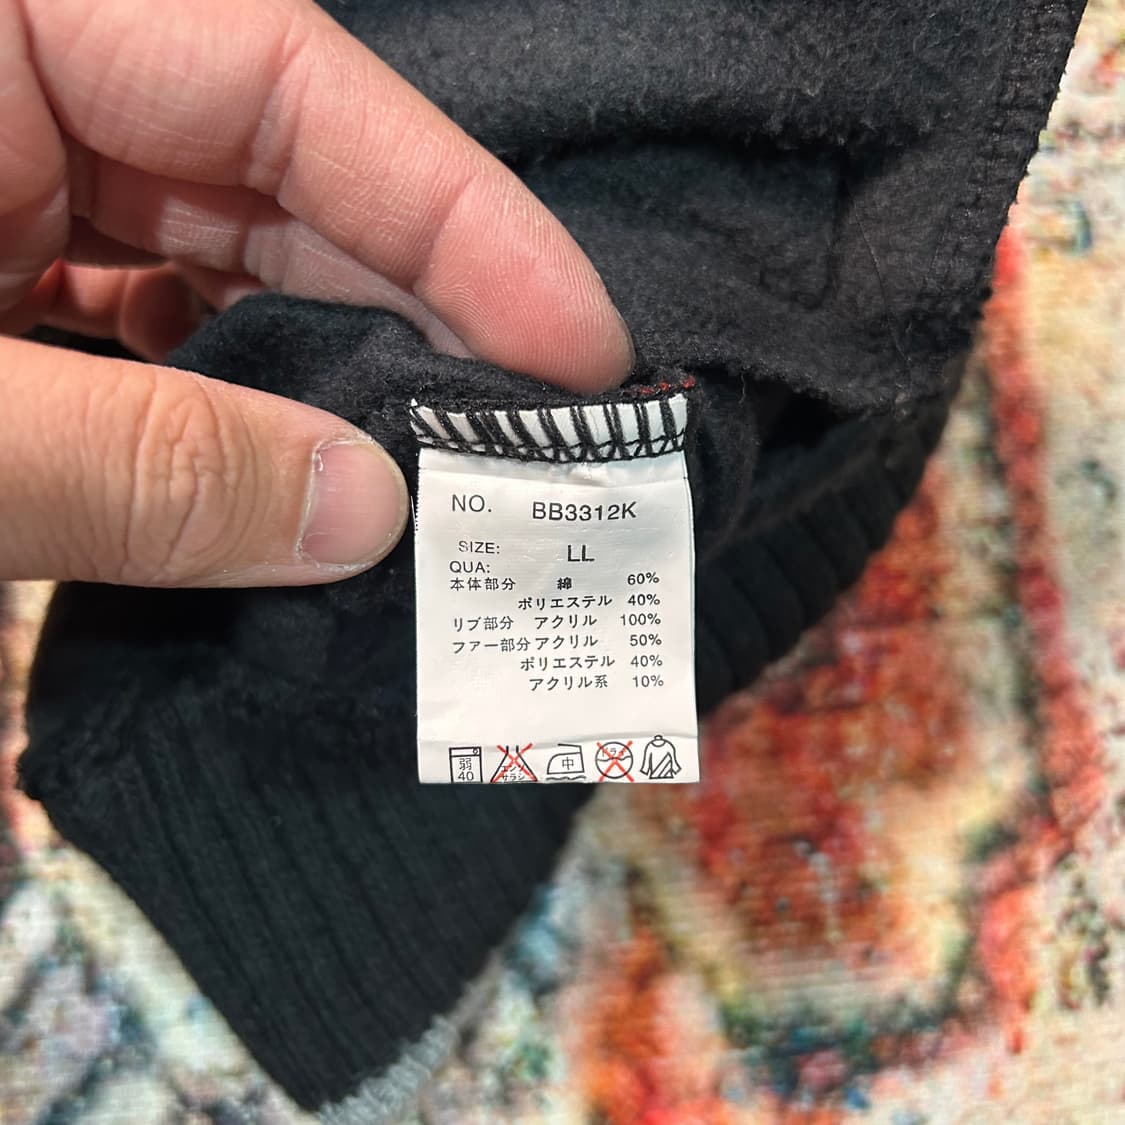 NO. BB3312K
SIZE: LL
QUA:
本体部分 綿 60%
ポリエステル 40%
リブ部分 アクリル 100%
ファー部分 アクリル 50%
ポリエステル 40%
アクリル系 10%
弱 40 エンソ サラシ 中 ドライ